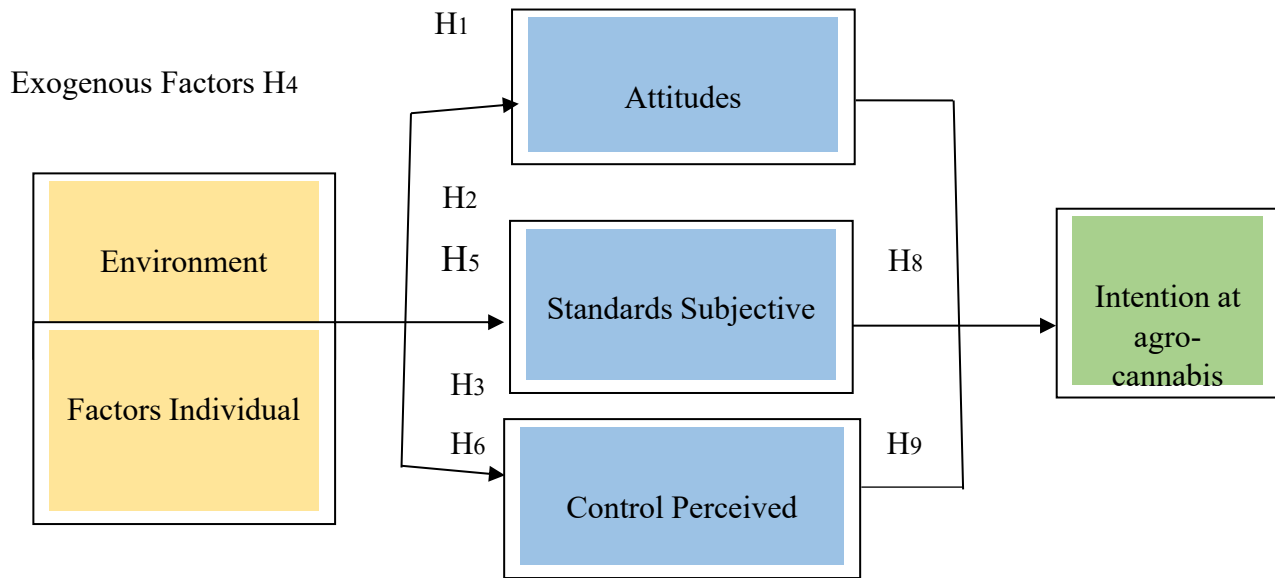 H1
Exogenous Factors H4
Attitudes
H2
Environment
H5
H8
Standards Subjective
Intention at
agro-
cannabis
H3
Factors Individual
H6
H9
Control Perceived